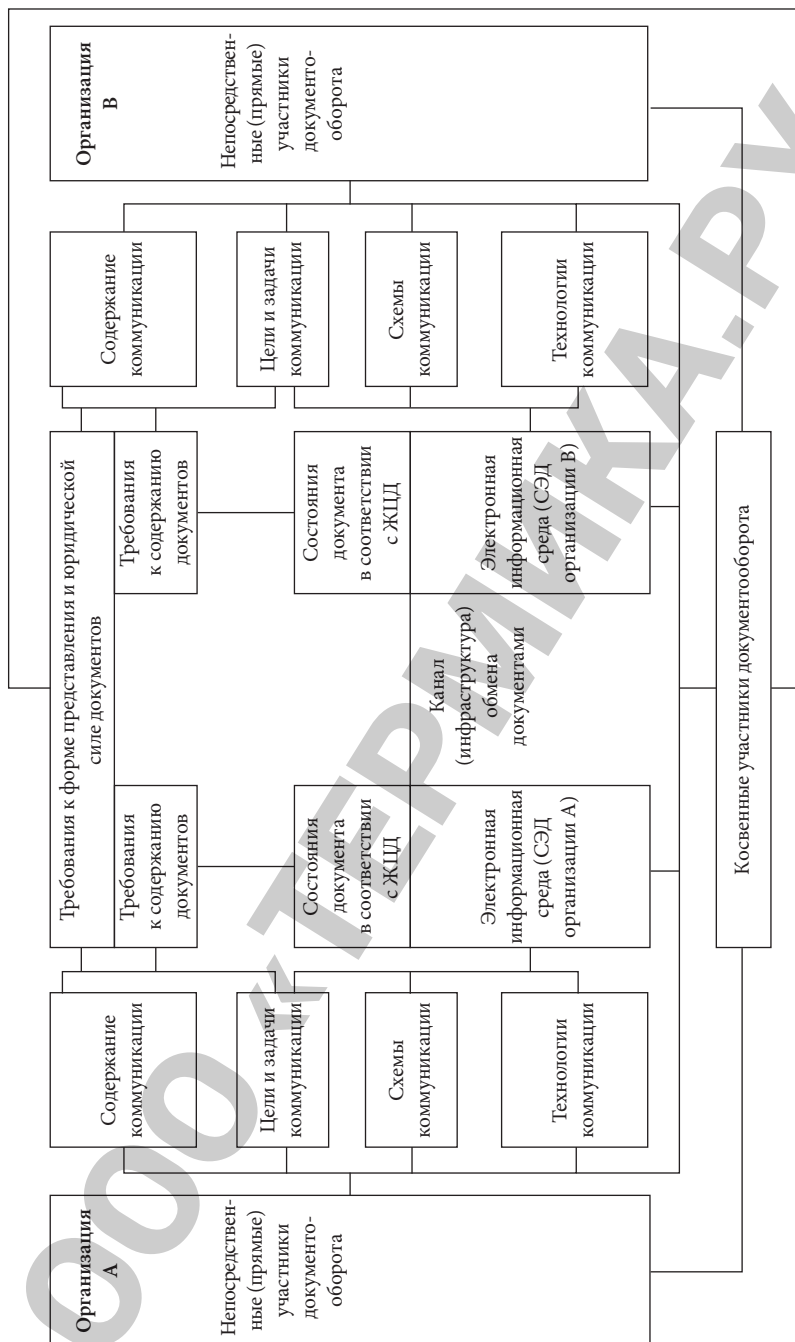 Организация
А
Непосредствен-
ные (прямые)
участники
документо-
оборота
Содержание
коммуникации
Цели и задачи
коммуникации
Схемы
коммуникации
Технологии
коммуникации
Требования к форме представления и юридической
силе документов
Требования
к содержанию
документов
Требования
к содержанию
документов
Состояния
документа
в соответствии
с ЖЦД
Состояния
документа
в соответствии
с ЖЦД
Электронная
информационная
среда (СЭД
организации А)
Канал
(инфраструктура)
обмена
документами
Электронная
информационная
среда (СЭД
организации В)
Содержание
коммуникации
Цели и задачи
коммуникации
Схемы
коммуникации
Технологии
коммуникации
Организация
В
Непосредствен-
ные (прямые)
участники
документо-
оборота
Косвенные участники документооборота
ООО «ТЕРМИКА.РУ